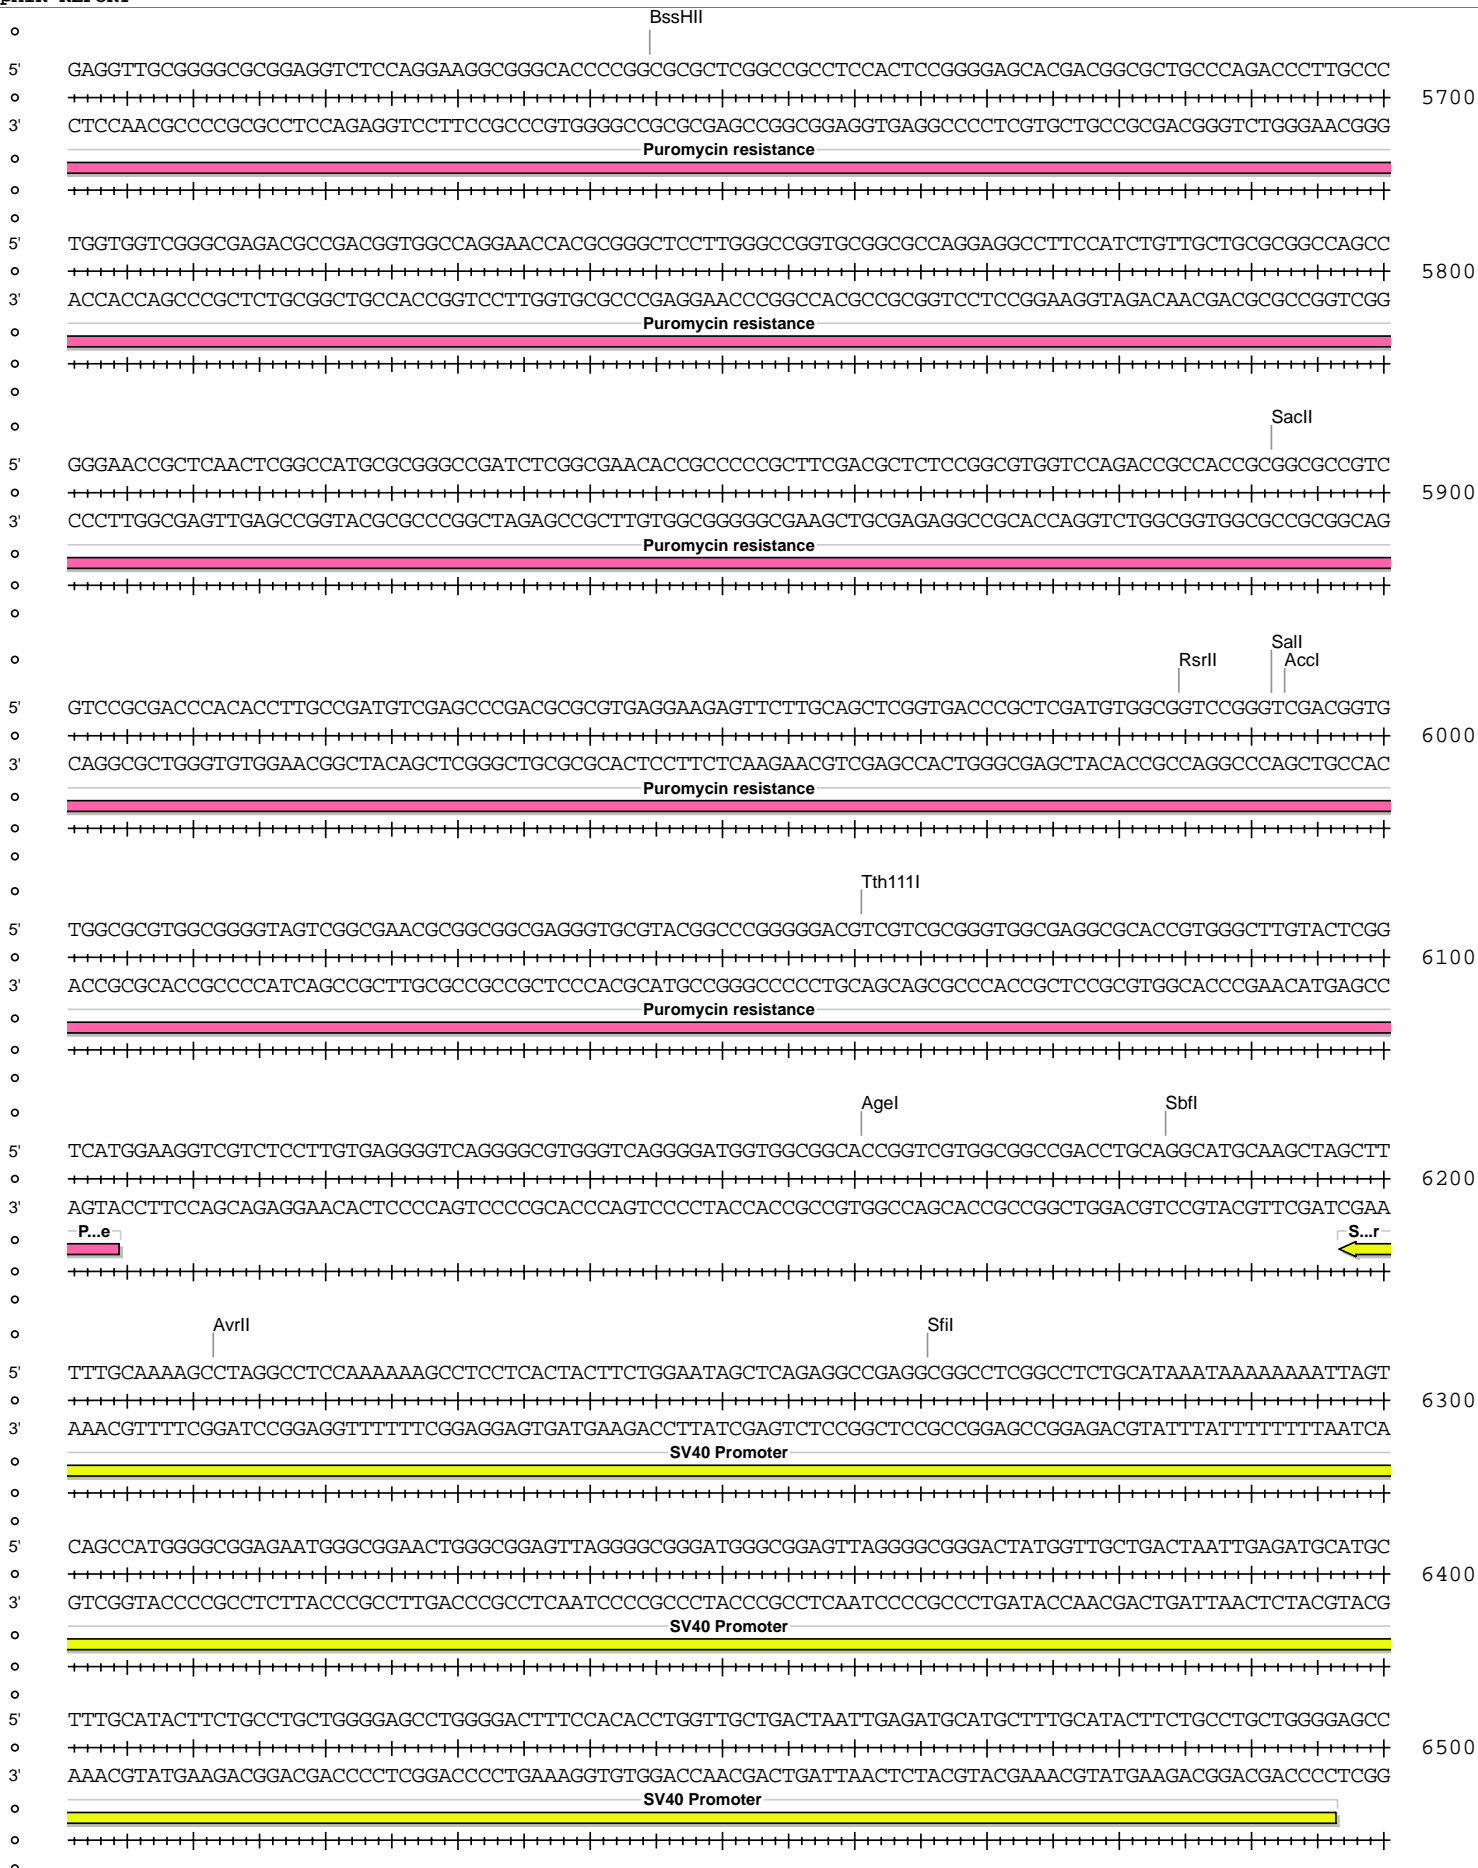 BssHII
5' GAGGTTGCGGGGCGCGGAGGTCTCCAGGAAGGCGGGCACCCCGGCGCGCTCGGCCGCCTCCACTCCGGGGAGCACGACGGCGCTGCCCAGACCCTTGCCC
5700
3' CTCCAACGCCCCGCGCCTCCAGAGGTCCTTCCGCCCGTGGGGCCGCGCGAGCCGGCGGAGGTGAGGCCCCTCGTGCTGCCGCGACGGGTCTGGGAACGGG
Puromycin resistance
5' TGGTGGTCGGGCGAGACGCCGACGGTGGCCAGGAACCACGCGGGCTCCTTGGGCCGGTGCGGCGCCAGGAGGCCTTCCATCTGTTGCTGCGCGGCCAGCC
5800
3' ACCACCAGCCCGCTCTGCGGCTGCCACCGGTCCTTGGTGCGCCCGAGGAACCCGGCCACGCCGCGGTCCTCCGGAAGGTAGACAACGACGCGCCGGTCGG
Puromycin resistance
SacII
5' GGGAACCGCTCAACTCGGCCATGCGCGGGCCGATCTCGGCGAACACCGCCCCCGCTTCGACGCTCTCCGGCGTGGTCCAGACCGCCACCGCGGCGCCGTC
5900
3' CCCTTGGCGAGTTGAGCCGGTACGCGCCCGGCTAGAGCCGCTTGTGGCGGGGGCGAAGCTGCGAGAGGCCGCACCAGGTCTGGCGGTGGCGCCGCGGCAG
Puromycin resistance
SalI
RsrII AccI
5' GTCCGCGACCCACACCTTGCCGATGTCGAGCCCGACGCGCGTGAGGAAGAGTTCTTGCAGCTCGGTGACCCGCTCGATGTGGCGGTCCGGGTCGACGGTG
6000
3' CAGGCGCTGGGTGTGGAACGGCTACAGCTCGGGCTGCGCGCACTCCTTCTCAAGAACGTCGAGCCACTGGGCGAGCTACACCGCCAGGCCCAGCTGCCAC
Puromycin resistance
Tth111I
5' TGGCGCGTGGCGGGGTAGTCGGCGAACGCGGCGGCGAGGGTGCGTACGGCCCGGGGGACGTCGTCGCGGGTGGCGAGGCGCACCGTGGGCTTGTACTCGG
6100
3' ACCGCGCACCGCCCCATCAGCCGCTTGCGCCGCCGCTCCCACGCATGCCGGGCCCCCTGCAGCAGCGCCCACCGCTCCGCGTGGCACCCGAACATGAGCC
Puromycin resistance
AgeI SbfI
5' TCATGGAAGGTCGTCTCCTTGTGAGGGGTCAGGGGCGTGGGTCAGGGGATGGTGGCGGCACCGGTCGTGGCGGCCGACCTGCAGGCATGCAAGCTAGCTT
6200
3' AGTACCTTCCAGCAGAGGAACACTCCCCAGTCCCCGCACCCAGTCCCCTACCACCGCCGTGGCCAGCACCGCCGGCTGGACGTCCGTACGTTCGATCGAA
P...e S...r
AvrII SfiI
5' TTTGCAAAAGCCTAGGCCTCCAAAAAAGCCTCCTCACTACTTCTGGAATAGCTCAGAGGCCGAGGCGGCCTCGGCCTCTGCATAAATAAAAAAAATTAGT
6300
3' AAACGTTTTCGGATCCGGAGGTTTTTTCGGAGGAGTGATGAAGACCTTATCGAGTCTCCGGCTCCGCCGGAGCCGGAGACGTATTTATTTTTTTTAATCA
SV40 Promoter
5' CAGCCATGGGGCGGAGAATGGGCGGAACTGGGCGGAGTTAGGGGCGGGATGGGCGGAGTTAGGGGCGGGACTATGGTTGCTGACTAATTGAGATGCATGC
6400
3' GTCGGTACCCCGCCTCTTACCCGCCTTGACCCGCCTCAATCCCCGCCCTACCCGCCTCAATCCCCGCCCTGATACCAACGACTGATTAACTCTACGTACG
SV40 Promoter
5' TTTGCATACTTCTGCCTGCTGGGGAGCCTGGGGACTTTCCACACCTGGTTGCTGACTAATTGAGATGCATGCTTTGCATACTTCTGCCTGCTGGGGAGCC
6500
3' AAACGTATGAAGACGGACGACCCCTCGGACCCCTGAAAGGTGTGGACCAACGACTGATTAACTCTACGTACGAAACGTATGAAGACGGACGACCCCTCGG
SV40 Promoter